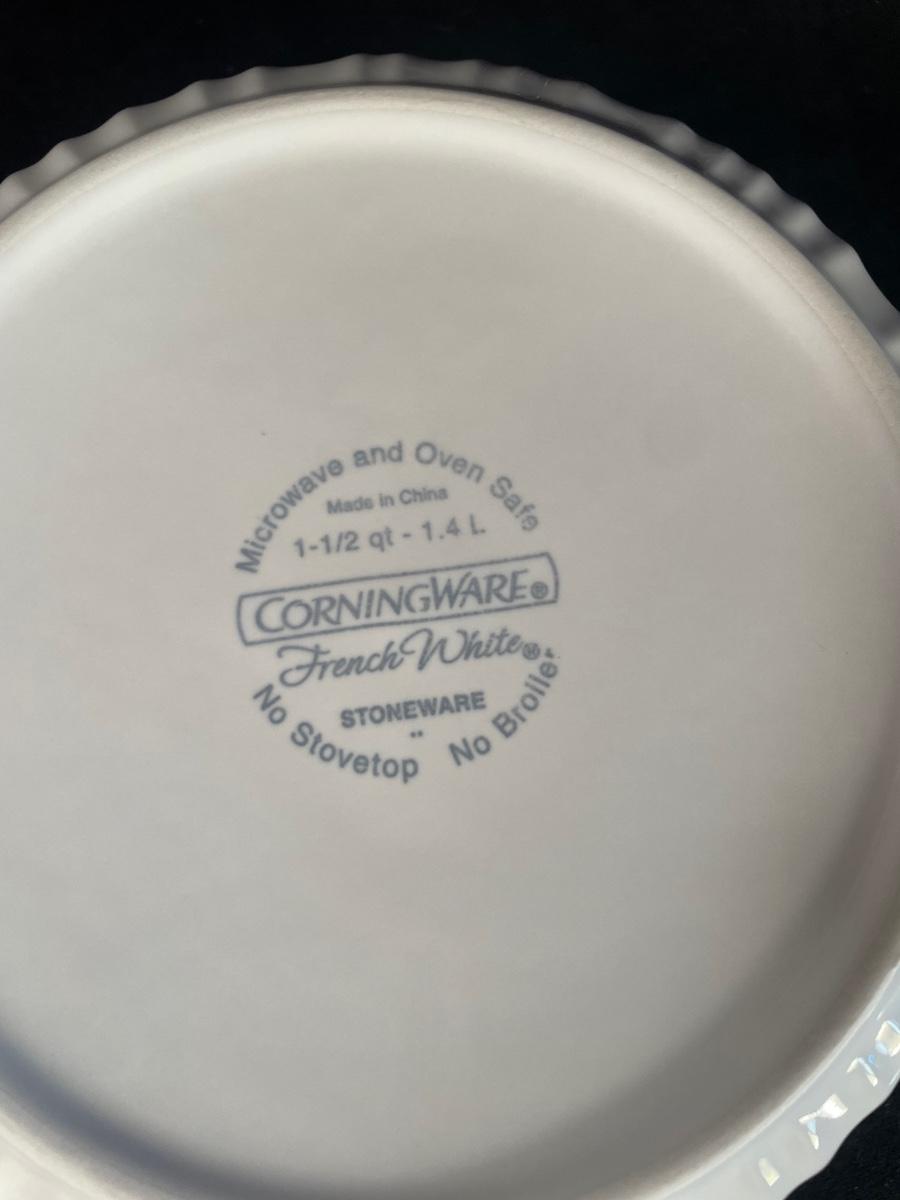 Microwave and Oven Safe
Made in China
1-1/2 qt - 1.4 L
CORNINGWARE®
French White®
STONEWARE
No Stovetop No Broiler